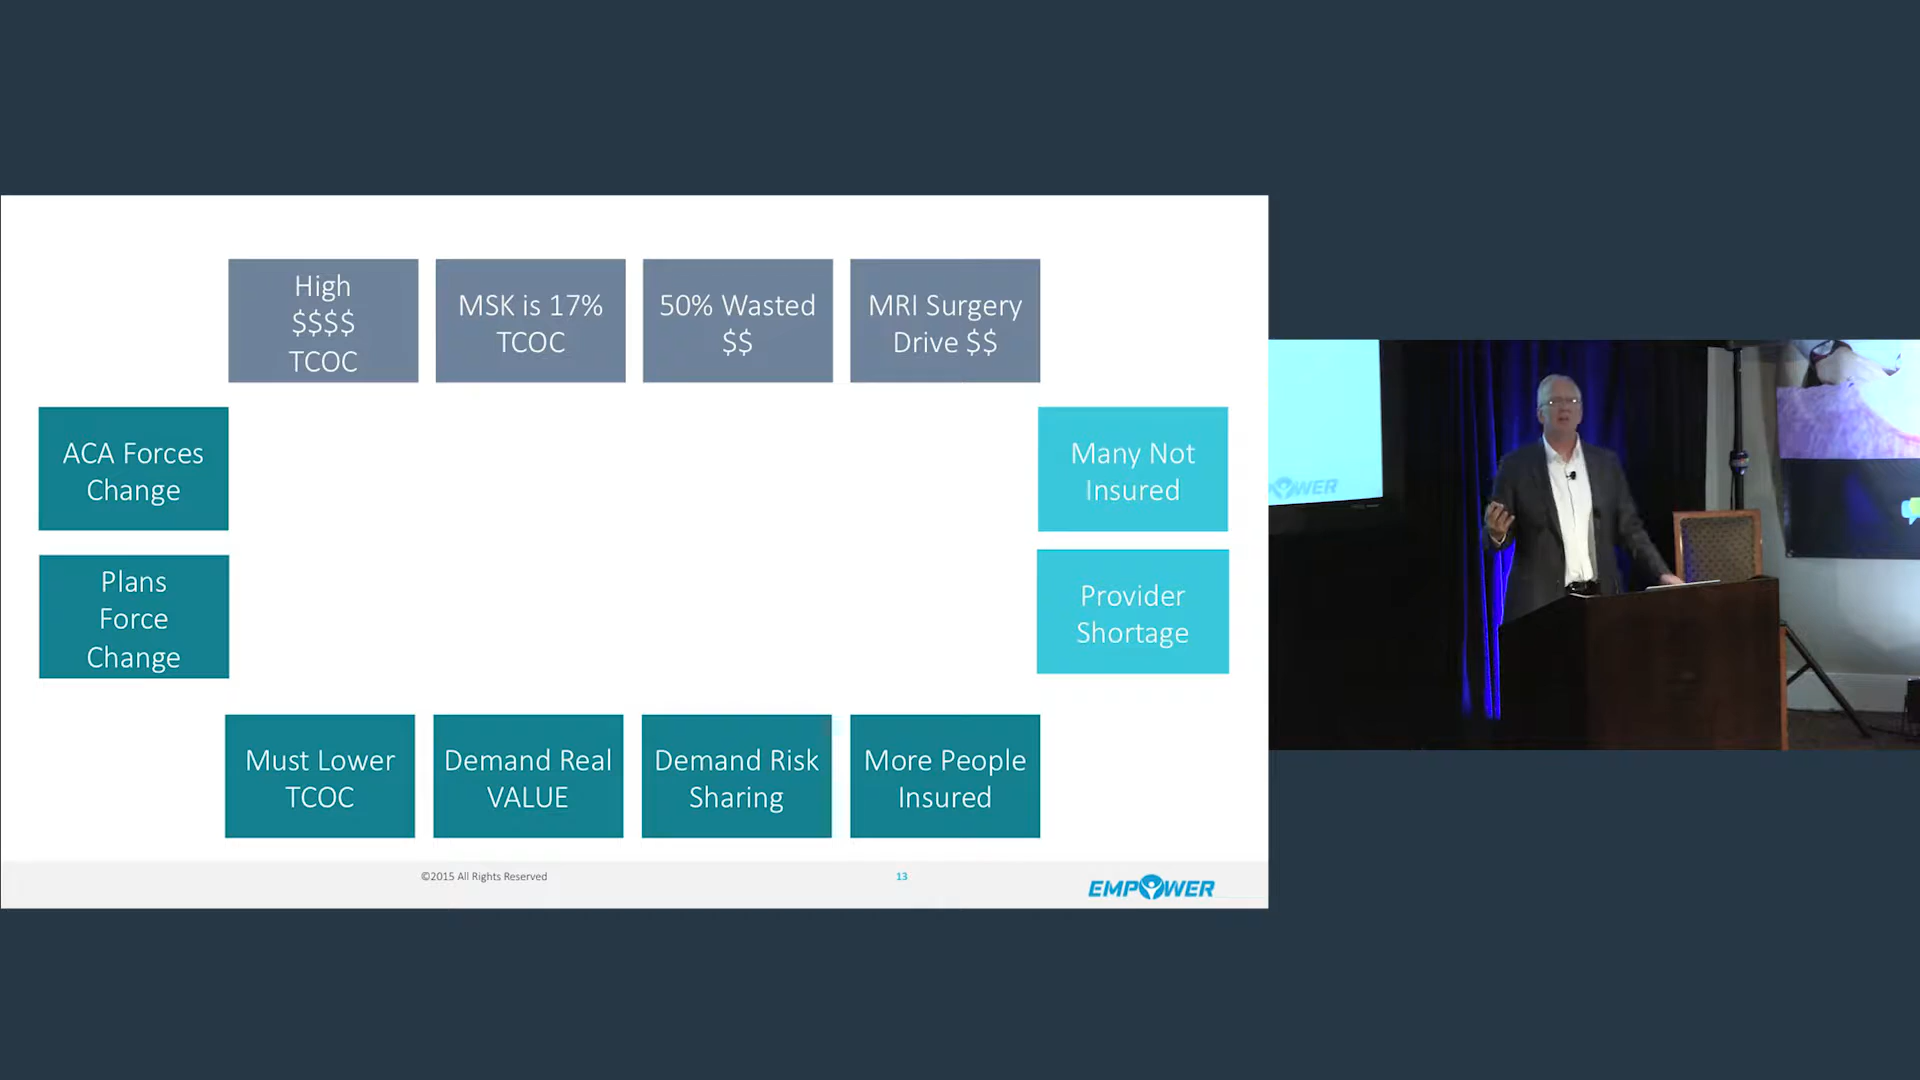 High
$$$$
TCOC
MSK is 17%
TCOC
50% Wasted
$$
MRI Surgery
Drive $$
ACA Forces
Change
Many Not
Insured
Plans
Force
Change
Provider
Shortage
Must Lower
TCOC
Demand Real
VALUE
Demand Risk
Sharing
More People
Insured
©2015 All Rights Reserved
13
EMPOWER
WER